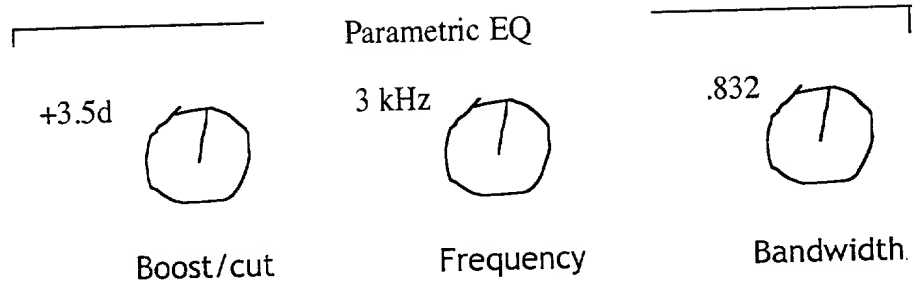 Parametric EQ
+3.5d
3 kHz
.832
Boost/cut
Frequency
Bandwidth